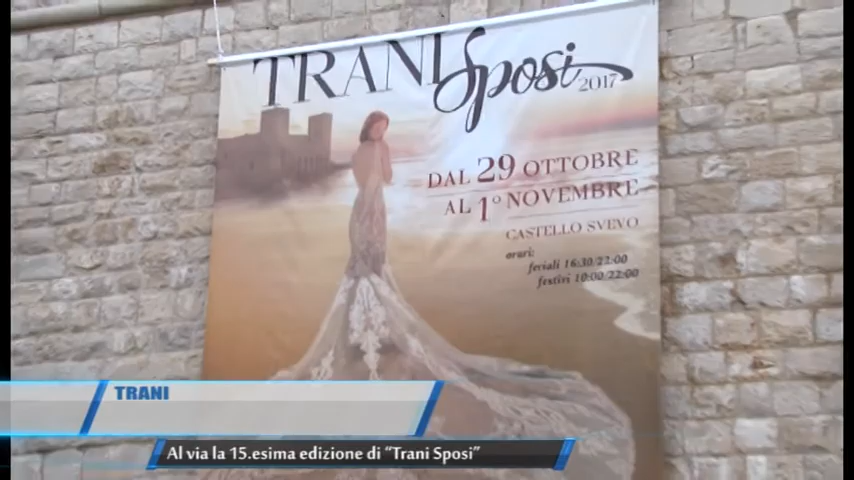 TRANI Sposi 2017
DAL 29 OTTOBRE
AL 1° NOVEMBRE
CASTELLO SVEVO
orari:
feriali 16:30/22:00
festivi 10:00/22:00
TRANI
Al via la 15.esima edizione di "Trani Sposi"